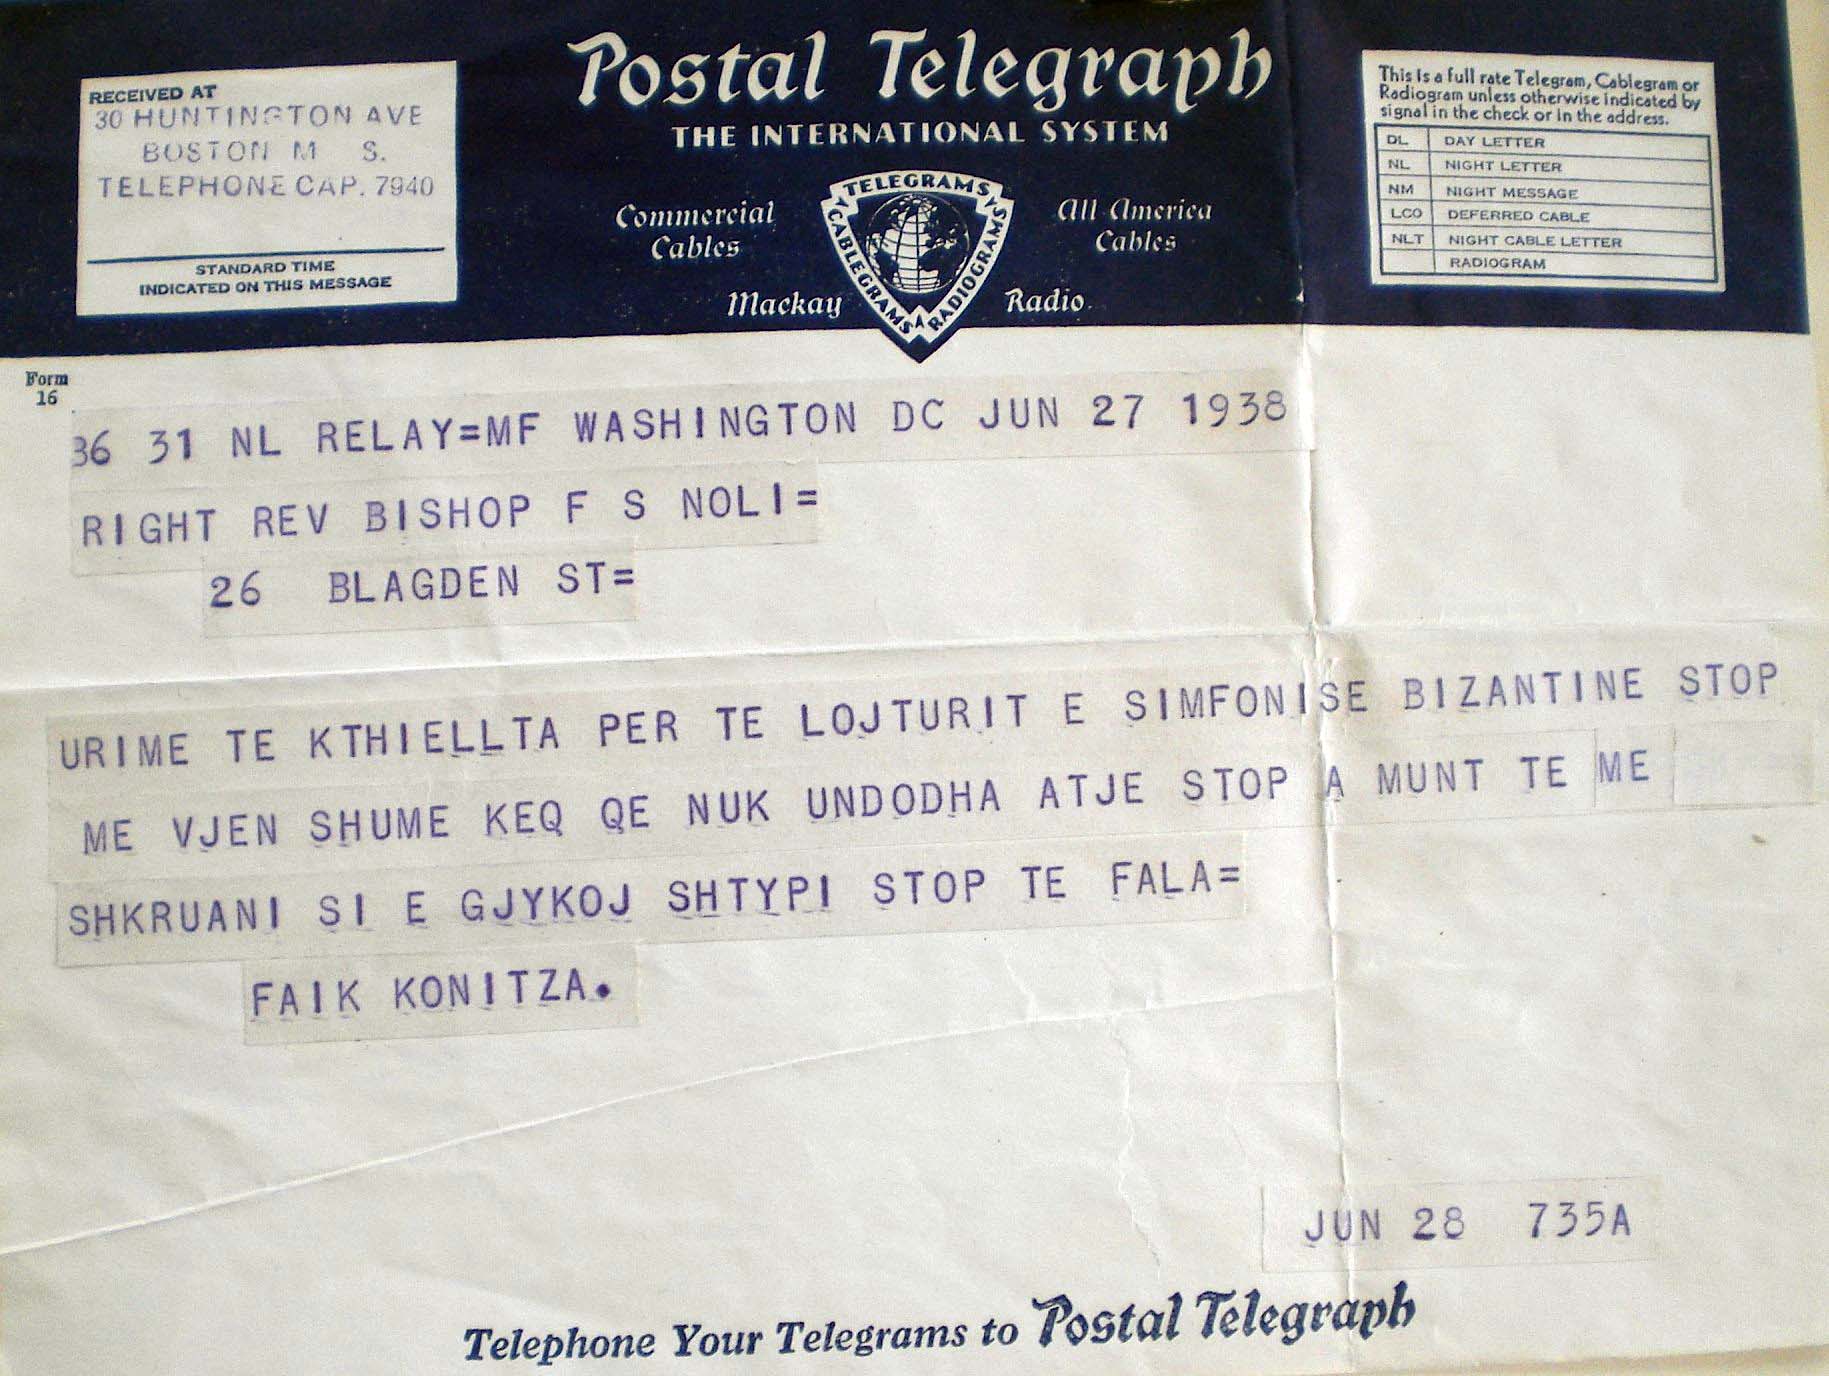 RECEIVED AT
30 HUNTINGTON AVE
BOSTON M S.
TELEPHONE CAP. 7940
STANDARD TIME
INDICATED ON THIS MESSAGE
Postal Telegraph
THE INTERNATIONAL SYSTEM
Commercial
Cables
All America
Cables
Mackay
Radio
TELEGRAMS
CABLEGRAMS
RADIOGRAMS
This is a full rate Telegram, Cablegram or
Radiogram unless otherwise indicated by
signal in the check or in the address.
DL DAY LETTER
NL NIGHT LETTER
NM NIGHT MESSAGE
LCO DEFERRED CABLE
NLT NIGHT CABLE LETTER
RADIOGRAM
Form
16
36 31 NL RELAY=MF WASHINGTON DC JUN 27 1938
RIGHT REV BISHOP F S NOLI=
26 BLAGDEN ST=
URIME TE KTHIELLTA PER TE LOJTURIT E SIMFONISE BIZANTINE STOP
ME VJEN SHUME KEQ QE NUK UNDODHA ATJE STOP A MUNT TE ME
SHKRUANI SI E GJYKOJ SHTYPI STOP TE FALA=
FAIK KONITZA.
JUN 28 735A
Telephone Your Telegrams to Postal Telegraph